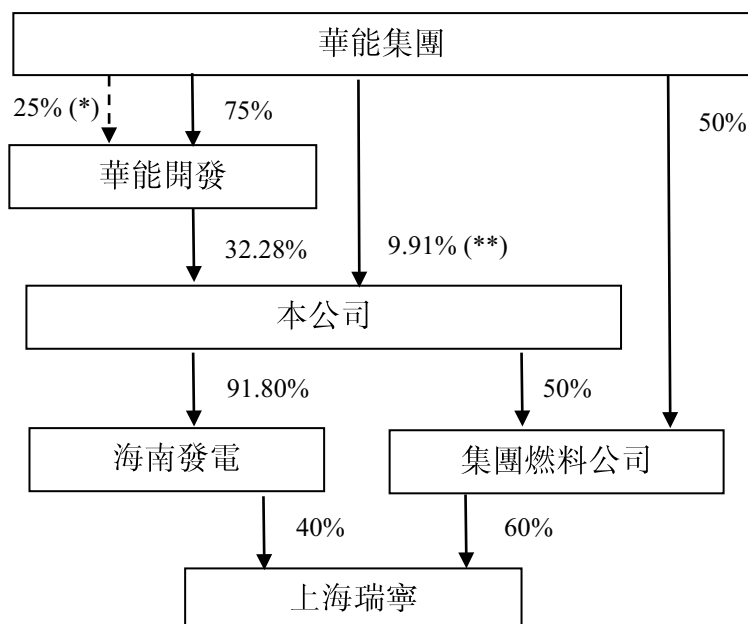 華能集團
25% (*)
75%
50%
華能開發
32.28%
9.91% (**)
本公司
91.80%
50%
海南發電
集團燃料公司
40%
60%
上海瑞寧